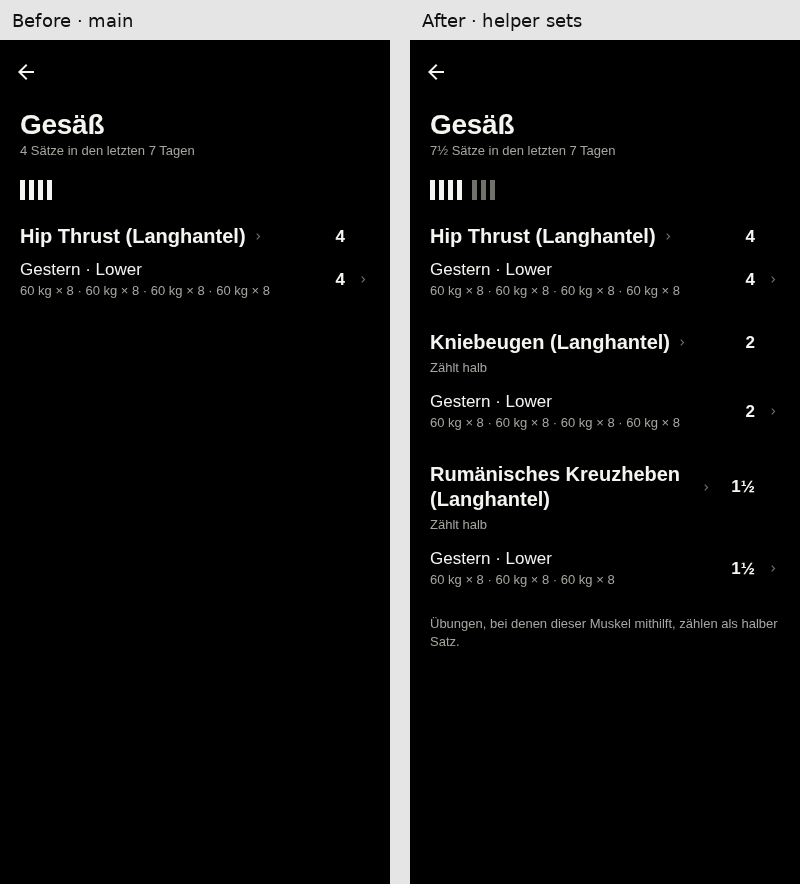 Before · main
Gesäß
4 Sätze in den letzten 7 Tagen
Hip Thrust (Langhantel) › 4
Gestern · Lower
4 ›
60 kg × 8 · 60 kg × 8 · 60 kg × 8 · 60 kg × 8
After · helper sets
Gesäß
7½ Sätze in den letzten 7 Tagen
Hip Thrust (Langhantel) › 4
Gestern · Lower
4 ›
60 kg × 8 · 60 kg × 8 · 60 kg × 8 · 60 kg × 8
Kniebeugen (Langhantel) › 2
Zählt halb
Gestern · Lower
2 ›
60 kg × 8 · 60 kg × 8 · 60 kg × 8 · 60 kg × 8
Rumänisches Kreuzheben
(Langhantel)
› 1½
Zählt halb
Gestern · Lower
1½ ›
60 kg × 8 · 60 kg × 8 · 60 kg × 8
Übungen, bei denen dieser Muskel mithilft, zählen als halber
Satz.